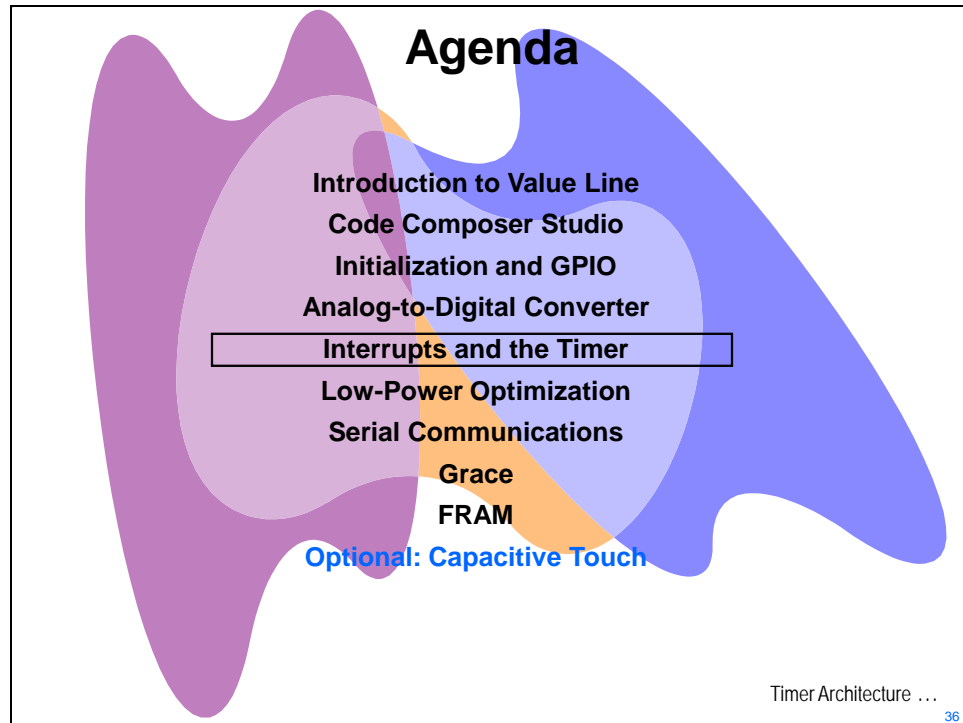 Agenda
Introduction to Value Line
Code Composer Studio
Initialization and GPIO
Analog-to-Digital Converter
Interrupts and the Timer
Low-Power Optimization
Serial Communications
Grace
FRAM
Optional: Capacitive Touch
Timer Architecture …
36